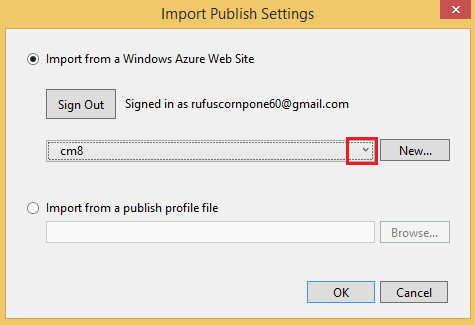 Import Publish Settings
Import from a Windows Azure Web Site
Sign Out Signed in as rufuscornpone60@gmail.com
cm8 New...
Import from a publish profile file
Browse...
OK Cancel